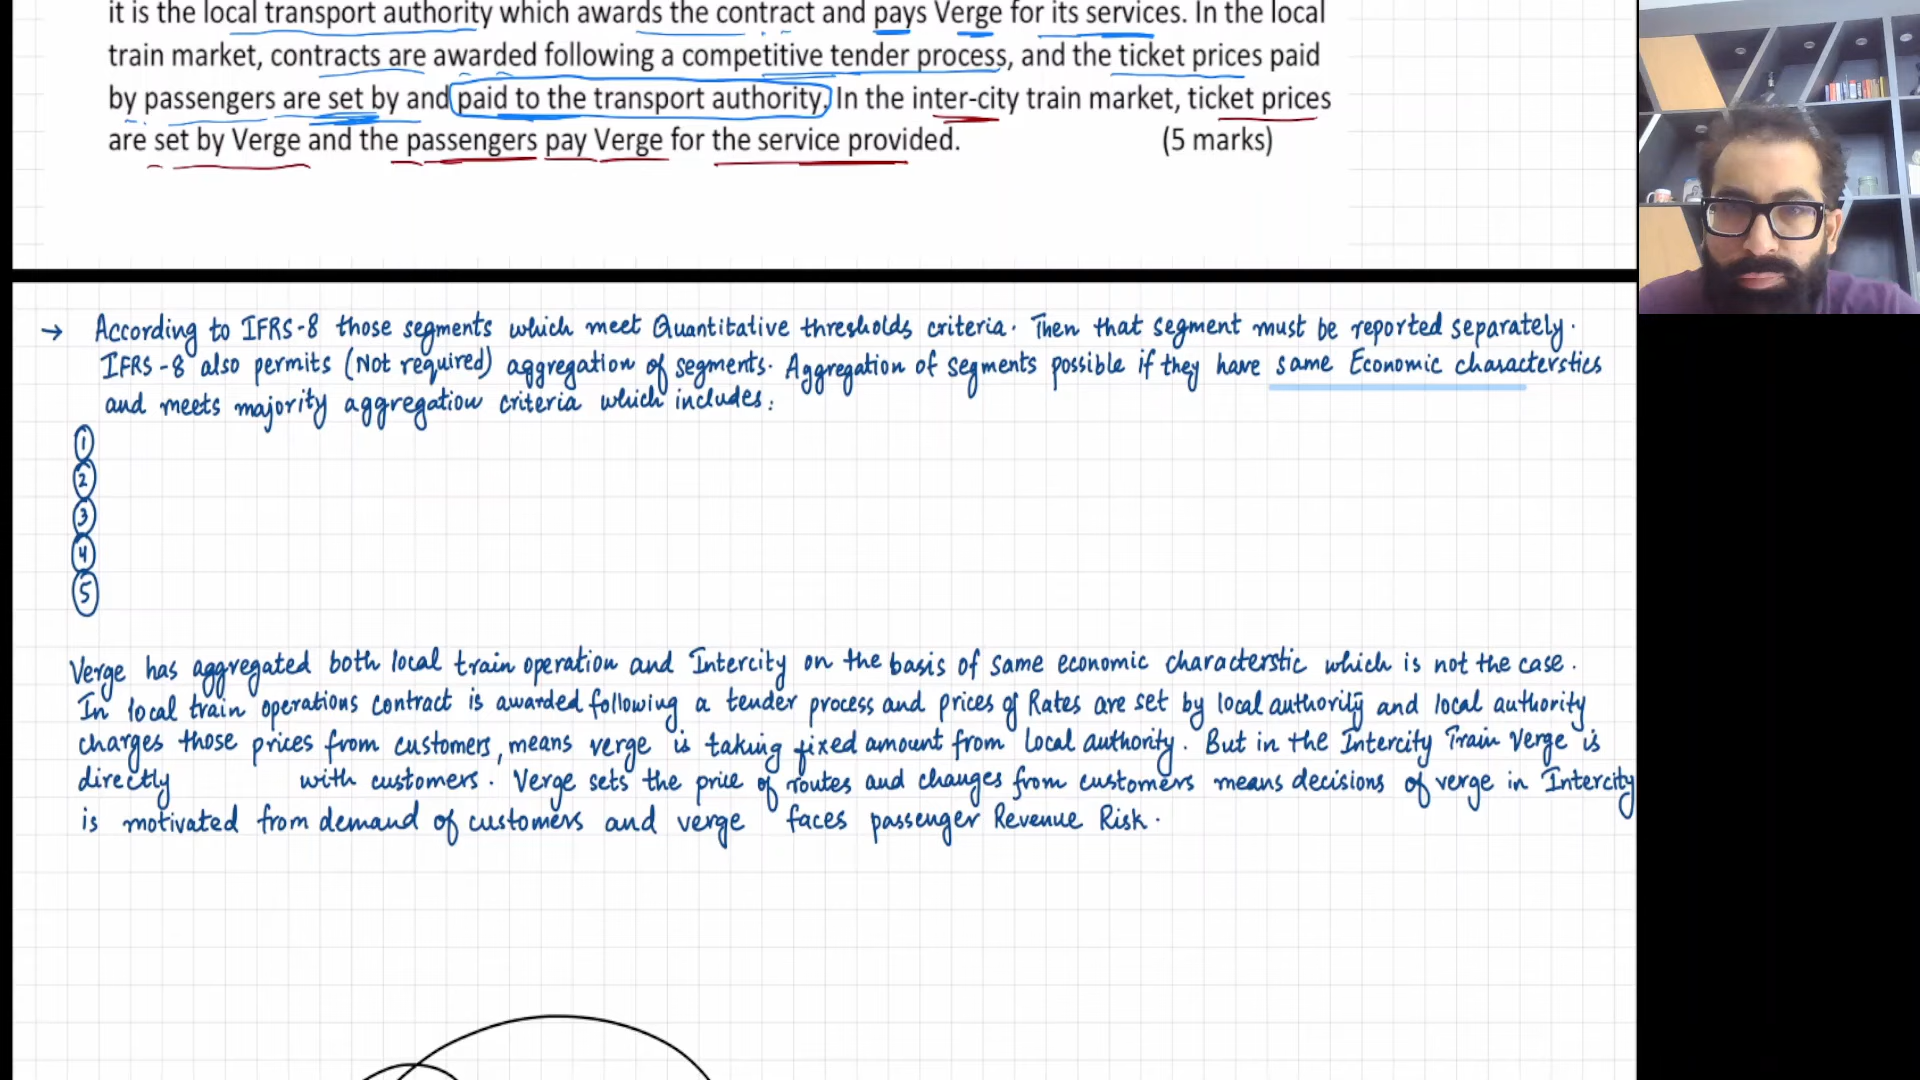 it is the local transport authority which awards the contract and pays Verge for its services. In the local
train market, contracts are awarded following a competitive tender process, and the ticket prices paid
by passengers are set by and paid to the transport authority. In the inter-city train market, ticket prices
are set by Verge and the passengers pay Verge for the service provided. (5 marks)
→ According to IFRS-8 those segments which meet Quantitative thresholds criteria. Then that segment must be reported separately.
IFRS-8 also permits (Not required) aggregation of segments. Aggregation of segments possible if they have same Economic characterstics
and meets majority aggregation criteria which includes:
1
2
3
4
5
Verge has aggregated both local train operation and Intercity on the basis of same economic characterstic which is not the case.
In local train operations contract is awarded following a tender process and prices of Rates are set by local authority and local authority
charges those prices from customers, means verge is taking fixed amount from local authority. But in the Intercity Train Verge is
directly with customers. Verge sets the price of routes and changes from customers means decisions of verge in Intercity
is motivated from demand of customers and verge faces passenger Revenue Risk.